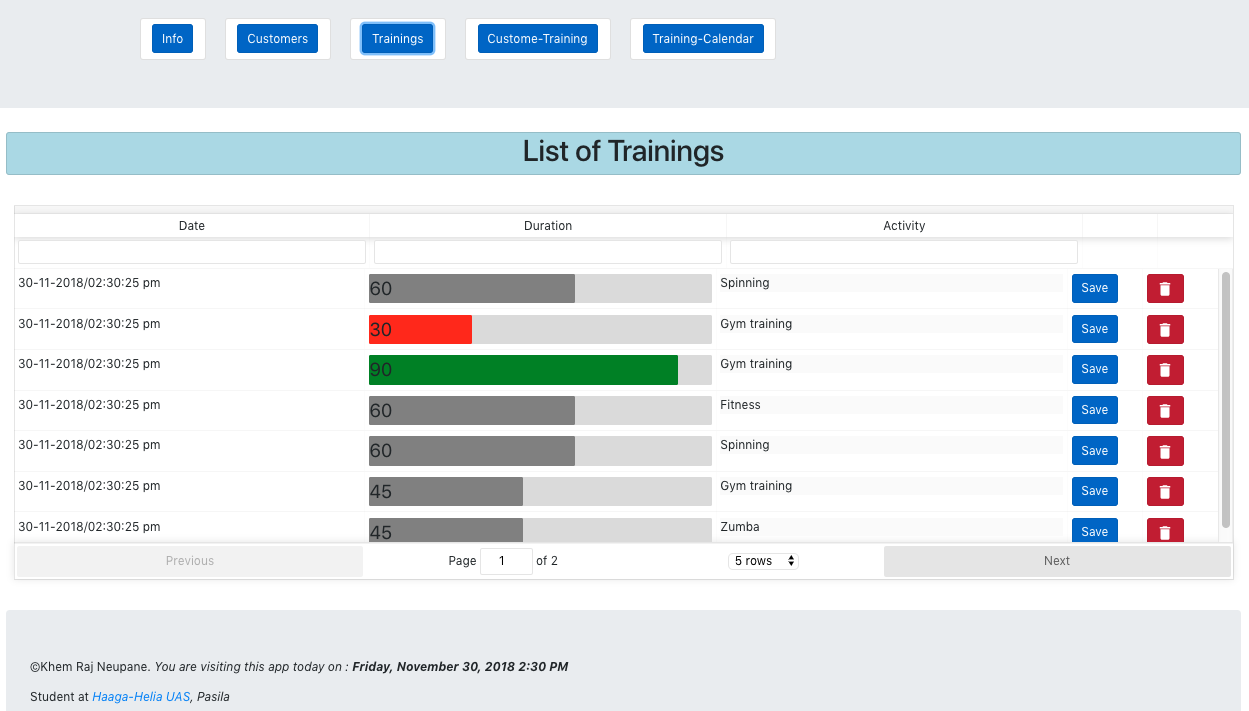 Info Customers Trainings Custome-Training Training-Calendar
List of Trainings
Date Duration Activity
30-11-2018/02:30:25 pm 60 Spinning Save
30-11-2018/02:30:25 pm 30 Gym training Save
30-11-2018/02:30:25 pm 90 Gym training Save
30-11-2018/02:30:25 pm 60 Fitness Save
30-11-2018/02:30:25 pm 60 Spinning Save
30-11-2018/02:30:25 pm 45 Gym training Save
30-11-2018/02:30:25 pm 45 Zumba Save
Previous Page 1 of 2 5 rows Next
©Khem Raj Neupane. You are visiting this app today on : Friday, November 30, 2018 2:30 PM
Student at Haaga-Helia UAS, Pasila